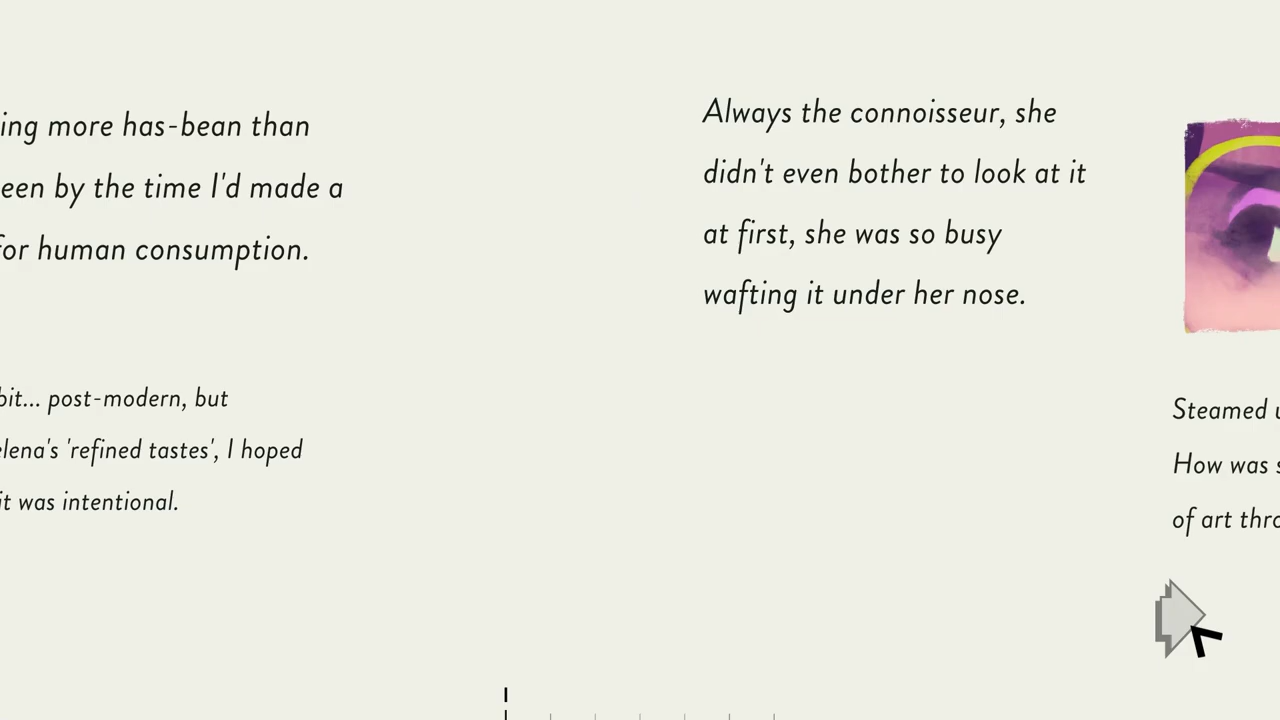 ing more has-bean than
een by the time I'd made a
for human consumption.
bit... post-modern, but
elena's 'refined tastes', I hoped
it was intentional.
Always the connoisseur, she
didn't even bother to look at it
at first, she was so busy
wafting it under her nose.
Steamed
How was
of art